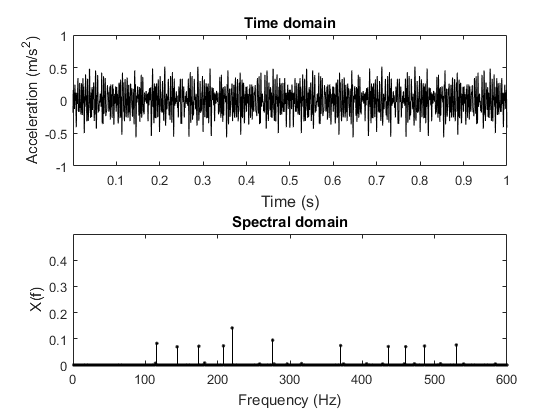 Time domain
Acceleration (m/s²)
1
0.5
0
-0.5
-1
0.1 0.2 0.3 0.4 0.5 0.6 0.7 0.8 0.9 1
Time (s)
Spectral domain
X(f)
0.4
0.3
0.2
0.1
0
0 100 200 300 400 500 600
Frequency (Hz)